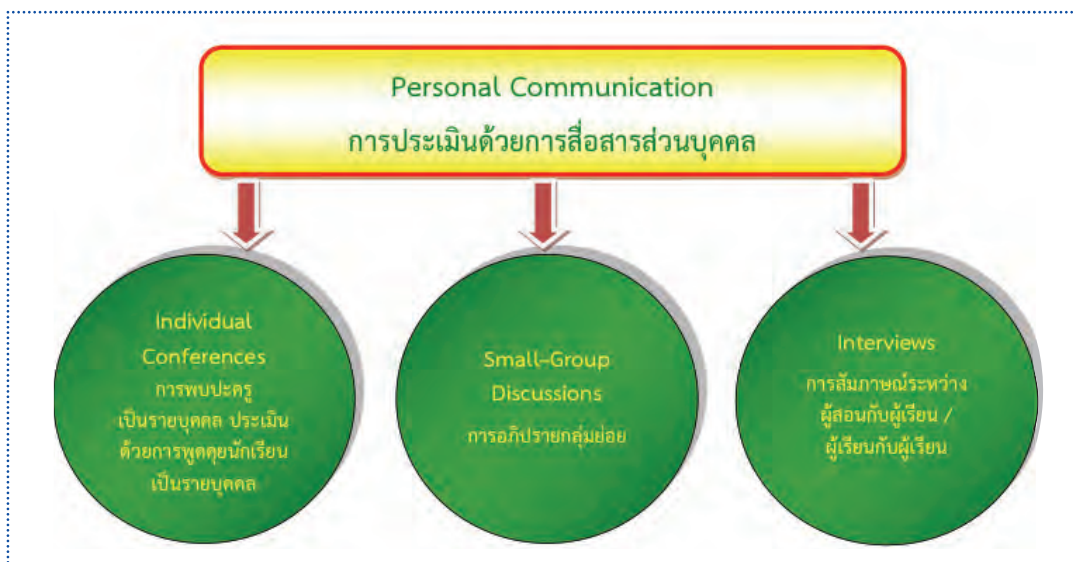 Personal Communication
การประเมินด้วยการสื่อสารส่วนบุคคล
Individual
Conferences
การพบปะครู
เป็นรายบุคคล ประเมิน
ด้วยการพูดคุยนักเรียน
เป็นรายบุคคล
Small–Group
Discussions
การอภิปรายกลุ่มย่อย
Interviews
การสัมภาษณ์ระหว่าง
ผู้สอนกับผู้เรียน /
ผู้เรียนกับผู้เรียน